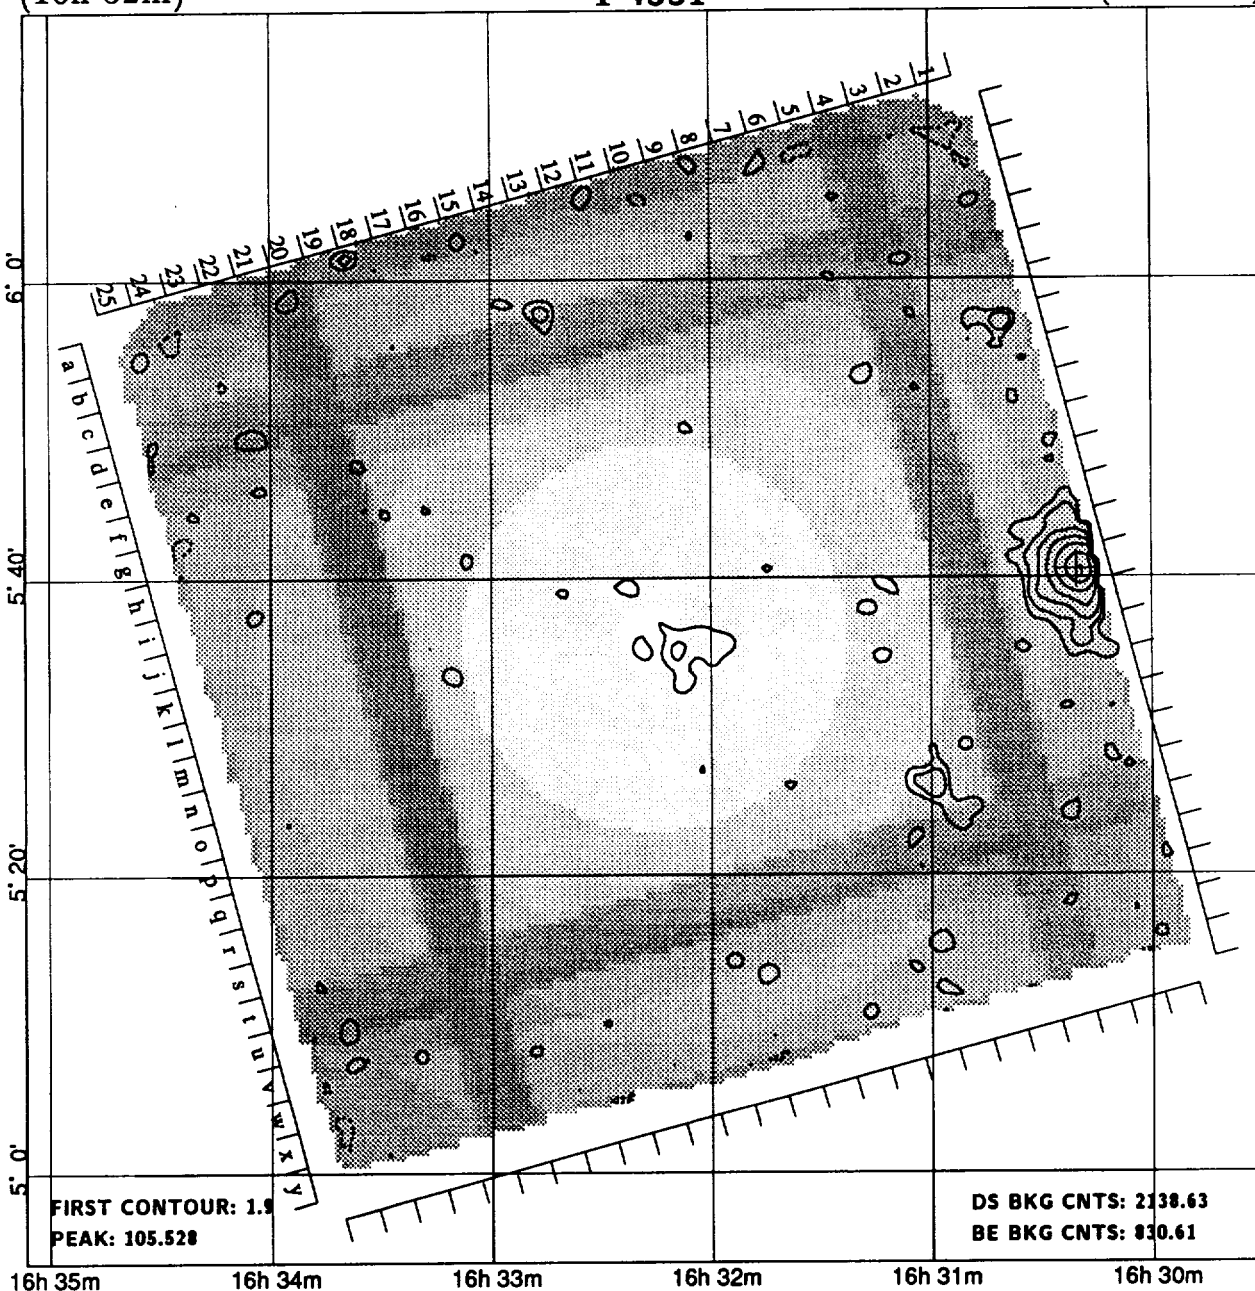 1
2
3
4
5
6
7
8
9
10
11
12
13
14
15
16
17
18
19
20
21
22
23
24
25
6° 0'
5° 40'
5° 20'
5° 0'
a
b
c
d
e
f
g
h
i
j
k
l
m
n
o
p
q
r
s
t
u
v
w
x
y
FIRST CONTOUR: 1.9
PEAK: 105.528
DS BKG CNTS: 2138.63
BE BKG CNTS: 830.61
16h 35m
16h 34m
16h 33m
16h 32m
16h 31m
16h 30m